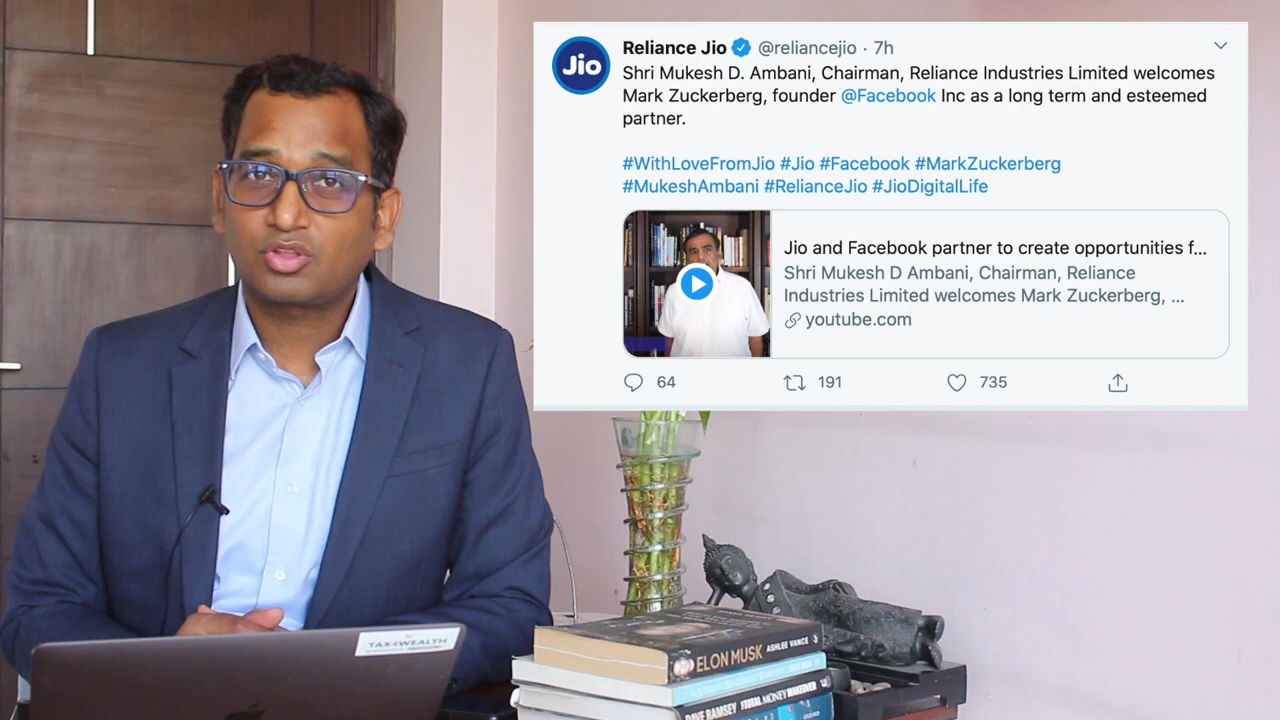 Jio
Reliance Jio @reliancejio · 7h
Shri Mukesh D. Ambani, Chairman, Reliance Industries Limited welcomes
Mark Zuckerberg, founder @Facebook Inc as a long term and esteemed
partner.
#WithLoveFromJio #Jio #Facebook #MarkZuckerberg
#MukeshAmbani #RelianceJio #JioDigitalLife
Jio and Facebook partner to create opportunities f...
Shri Mukesh D Ambani, Chairman, Reliance
Industries Limited welcomes Mark Zuckerberg, ...
youtube.com
64 191 735
TAX4WEALTH
ELON MUSK ASHLEE VANCE
DAVE RAMSEY THE TOTAL MONEY MAKEOVER